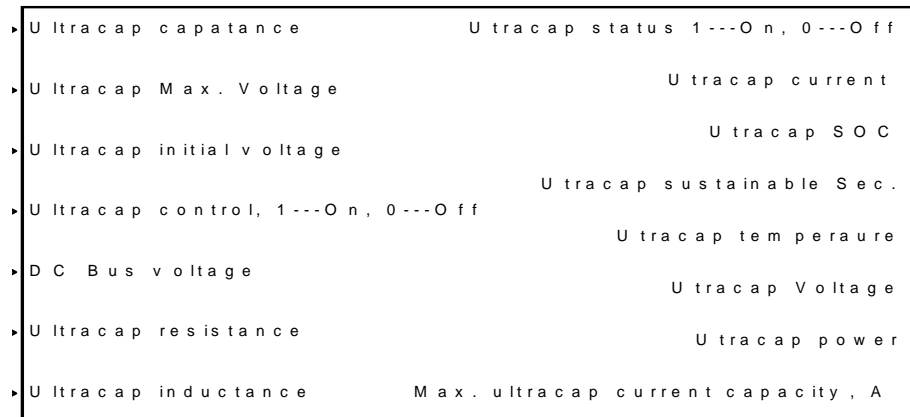 Ultracap capatance
Utracap status 1---On, 0---Off
Ultracap Max. Voltage
Utracap current
Utracap SOC
Ultracap initial voltage
Utracap sustainable Sec.
Ultracap control, 1---On, 0---Off
Utracap temperaure
DC Bus voltage
Utracap Voltage
Ultracap resistance
Utracap power
Ultracap inductance
Max. ultracap current capacity, A